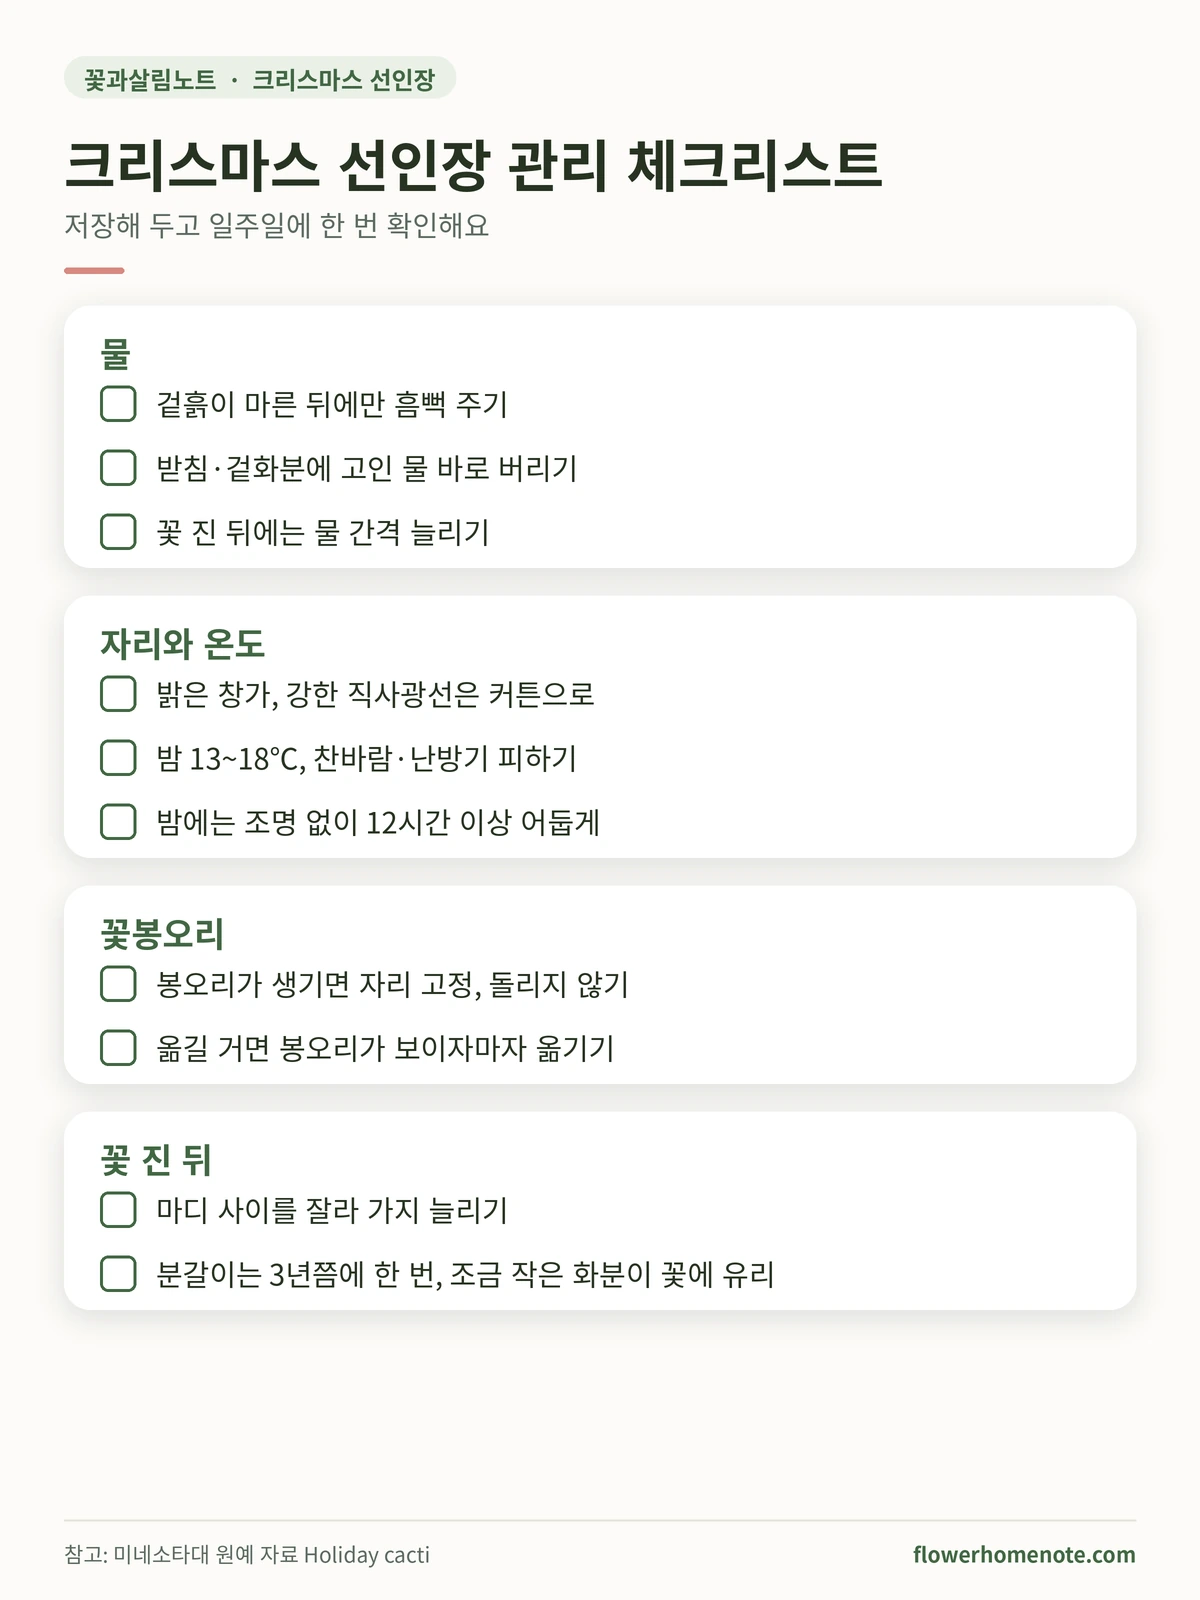 꽃과살림노트 · 크리스마스 선인장
크리스마스 선인장 관리 체크리스트
저장해 두고 일주일에 한 번 확인해요
물
겉흙이 마른 뒤에만 흠뻑 주기
받침·겉화분에 고인 물 바로 버리기
꽃 진 뒤에는 물 간격 늘리기
자리와 온도
밝은 창가, 강한 직사광선은 커튼으로
밤 13~18°C, 찬바람·난방기 피하기
밤에는 조명 없이 12시간 이상 어둡게
꽃봉오리
봉오리가 생기면 자리 고정, 돌리지 않기
옮길 거면 봉오리가 보이자마자 옮기기
꽃 진 뒤
마디 사이를 잘라 가지 늘리기
분갈이는 3년쯤에 한 번, 조금 작은 화분이 꽃에 유리
참고: 미네소타대 원예 자료 Holiday cacti
flowerhomenote.com